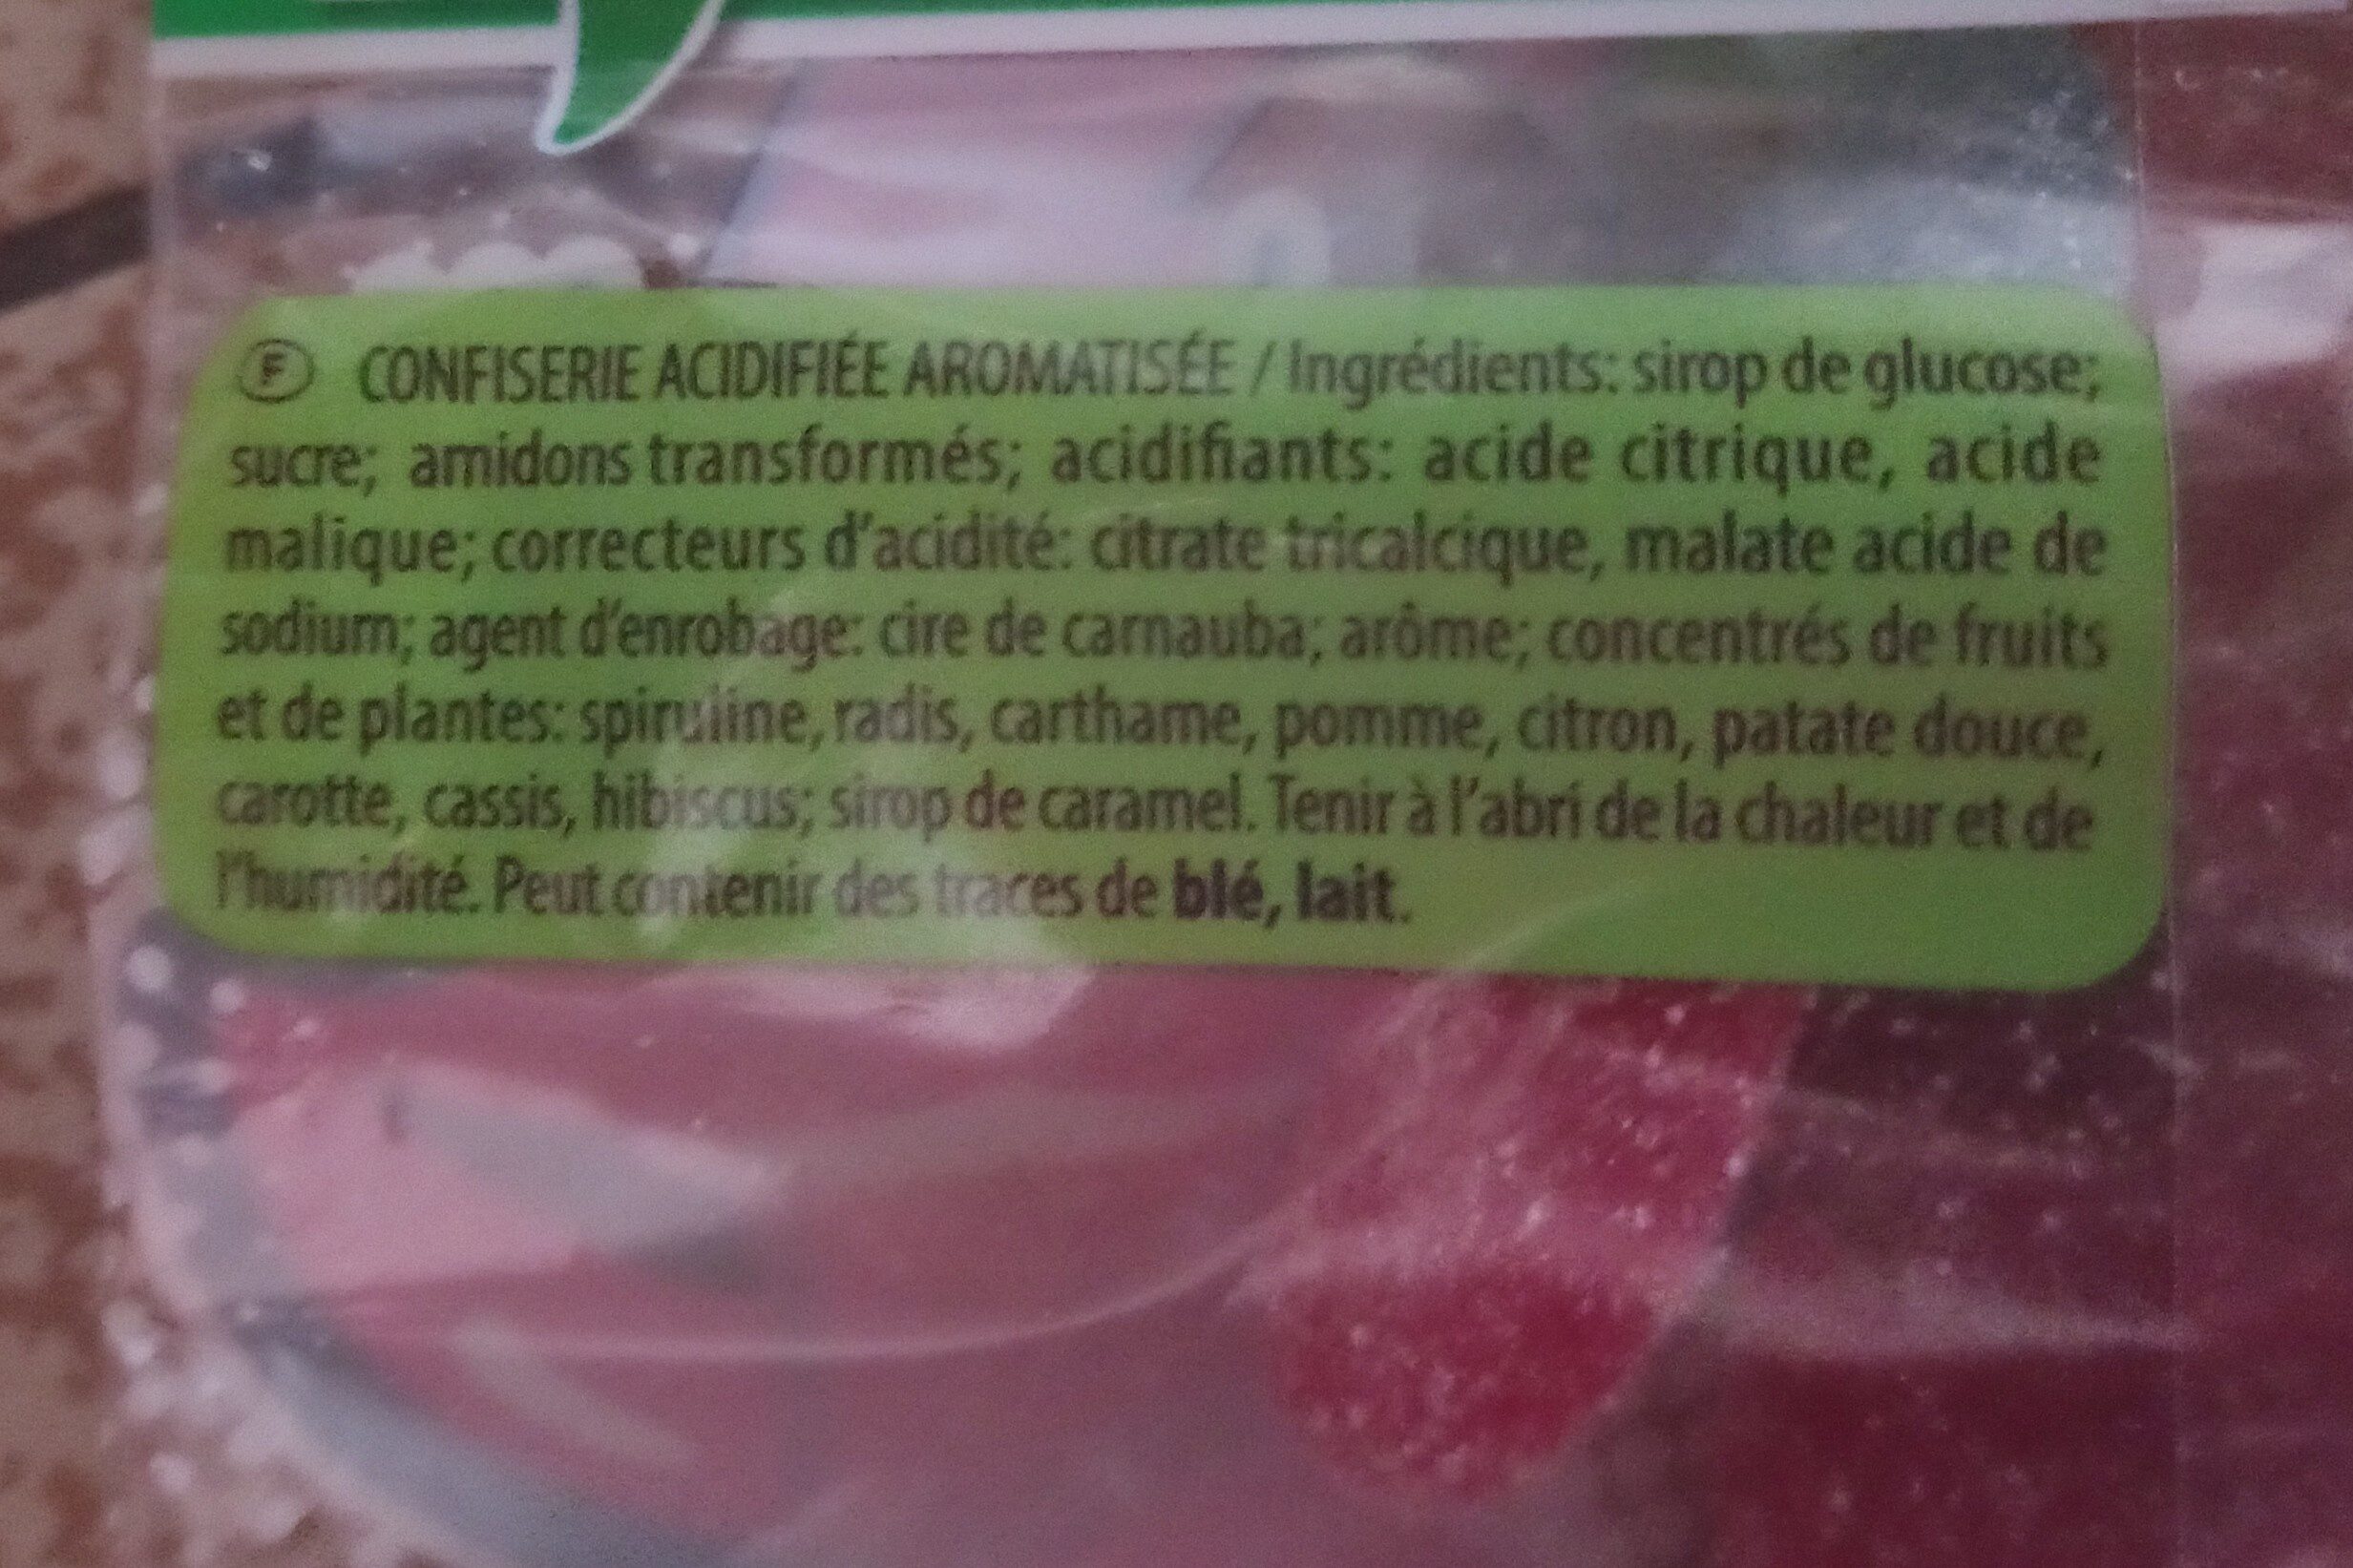 F CONFISERIE ACIDIFIÉE AROMATISÉE / Ingrédients: sirop de glucose;
sucre; amidons transformés; acidifiants: acide citrique, acide
malique; correcteurs d'acidité: citrate tricalcique, malate acide de
sodium; agent d'enrobage: cire de carnauba; arôme; concentrés de fruits
et de plantes: spiruline, radis, carthame, pomme, citron, patate douce,
carotte, cassis, hibiscus; sirop de caramel. Tenir à l'abri de la chaleur et de
l'humidité. Peut contenir des traces de blé, lait.